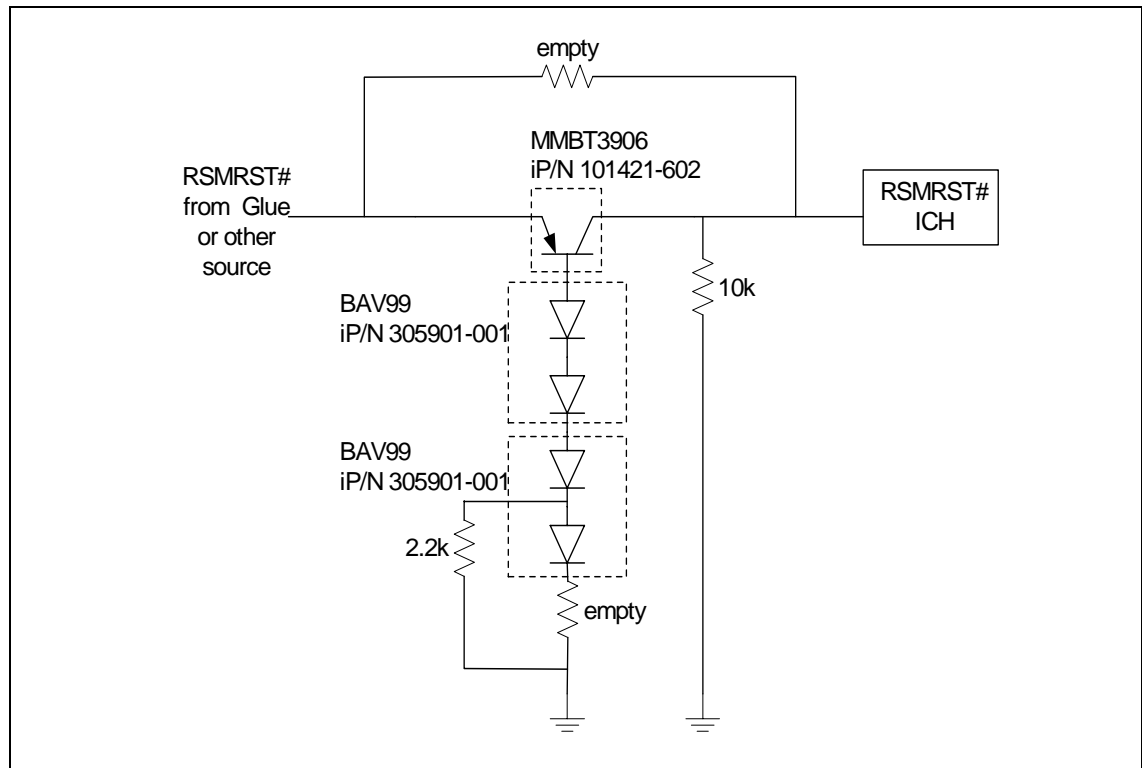 empty
MMBT3906
iP/N 101421-602
RSMRST#
from Glue
or other
source
RSMRST#
ICH
10k
BAV99
iP/N 305901-001
BAV99
iP/N 305901-001
2.2k
empty